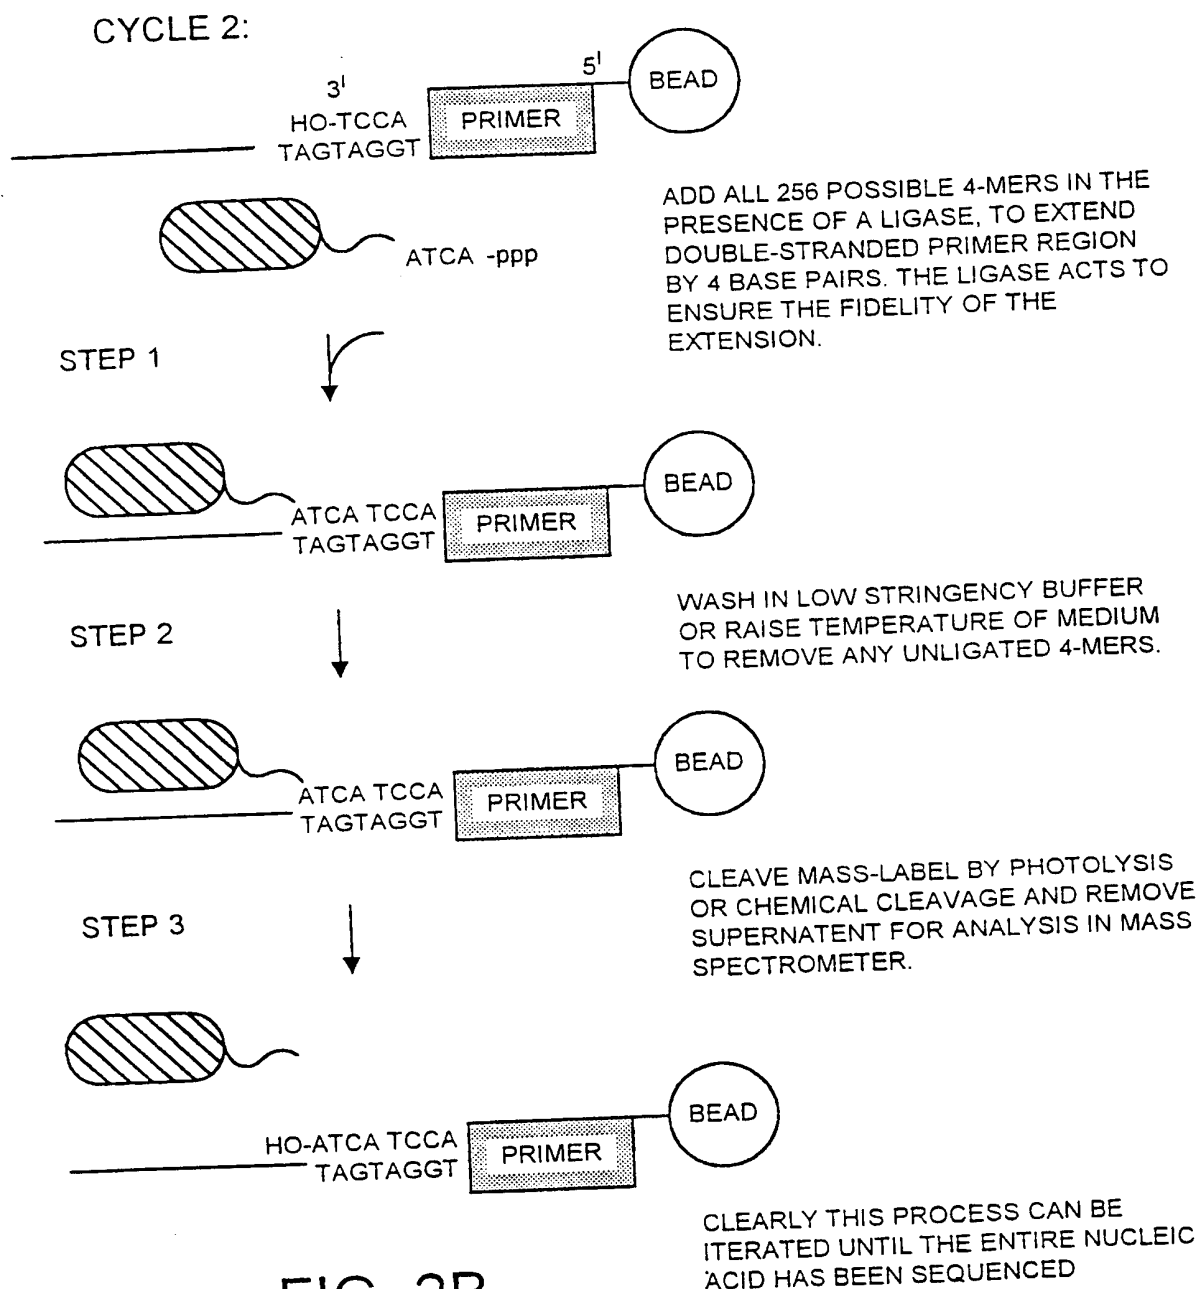 CYCLE 2:
3'
5'
BEAD
HO-TCCA
PRIMER
TAGTAGGT
ATCA -ppp
ADD ALL 256 POSSIBLE 4-MERS IN THE
PRESENCE OF A LIGASE, TO EXTEND
DOUBLE-STRANDED PRIMER REGION
BY 4 BASE PAIRS. THE LIGASE ACTS TO
ENSURE THE FIDELITY OF THE
EXTENSION.
STEP 1
BEAD
ATCA TCCA
PRIMER
TAGTAGGT
WASH IN LOW STRINGENCY BUFFER
OR RAISE TEMPERATURE OF MEDIUM
TO REMOVE ANY UNLIGATED 4-MERS.
STEP 2
BEAD
ATCA TCCA
PRIMER
TAGTAGGT
CLEAVE MASS-LABEL BY PHOTOLYSIS
OR CHEMICAL CLEAVAGE AND REMOVE
SUPERNATENT FOR ANALYSIS IN MASS
SPECTROMETER.
STEP 3
BEAD
HO-ATCA TCCA
PRIMER
TAGTAGGT
CLEARLY THIS PROCESS CAN BE
ITERATED UNTIL THE ENTIRE NUCLEIC
ACID HAS BEEN SEQUENCED